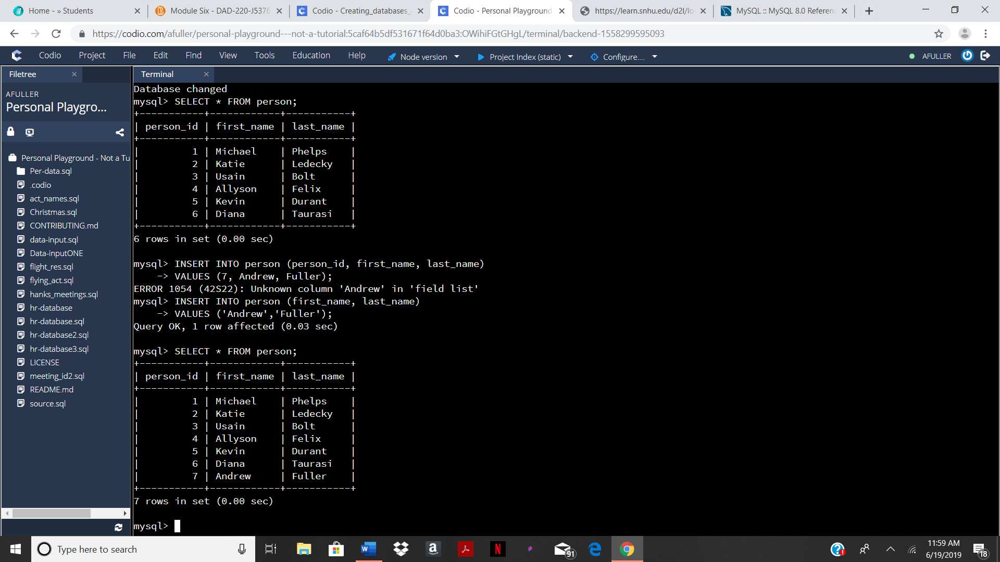 Home - » Students
Module Six - DAD-220-J5376
Codio - Creating_databases_
Codio - Personal Playground
https://learn.snhu.edu/d2l/lo
MySQL :: MySQL 8.0 Referen
https://codio.com/afuller/personal-playground---not-a-tutorial:5caf64b5df531671f64d0ba3:OWihiFGtGHgL/terminal/backend-1558299595093
Codio Project File Edit Find View Tools Education Help Node version Project Index (static) Configure.... AFULLER
Filetree
Terminal
AFULLER
Personal Playgro...
Personal Playground - Not a Tu
Per-data.sql
.codio
act_names.sql
Christmas.sql
CONTRIBUTING.md
data-input.sql
Data-inputONE
flight_res.sql
flying_act.sql
hanks_meetings.sql
hr-database
hr-database.sql
hr-database2.sql
hr-database3.sql
LICENSE
meeting_id2.sql
README.md
source.sql
Database changed
mysql> SELECT * FROM person;
+-----------+------------+-----------+
| person_id | first_name | last_name |
+-----------+------------+-----------+
|         1 | Michael    | Phelps    |
|         2 | Katie      | Ledecky   |
|         3 | Usain      | Bolt      |
|         4 | Allyson    | Felix     |
|         5 | Kevin      | Durant    |
|         6 | Diana      | Taurasi   |
+-----------+------------+-----------+
6 rows in set (0.00 sec)
mysql> INSERT INTO person (person_id, first_name, last_name)
    -> VALUES (7, Andrew, Fuller);
ERROR 1054 (42S22): Unknown column 'Andrew' in 'field list'
mysql> INSERT INTO person (first_name, last_name)
    -> VALUES ('Andrew','Fuller');
Query OK, 1 row affected (0.03 sec)
mysql> SELECT * FROM person;
+-----------+------------+-----------+
| person_id | first_name | last_name |
+-----------+------------+-----------+
|         1 | Michael    | Phelps    |
|         2 | Katie      | Ledecky   |
|         3 | Usain      | Bolt      |
|         4 | Allyson    | Felix     |
|         5 | Kevin      | Durant    |
|         6 | Diana      | Taurasi   |
|         7 | Andrew     | Fuller    |
+-----------+------------+-----------+
7 rows in set (0.00 sec)
mysql>
Type here to search
91
11:59 AM
6/19/2019
18